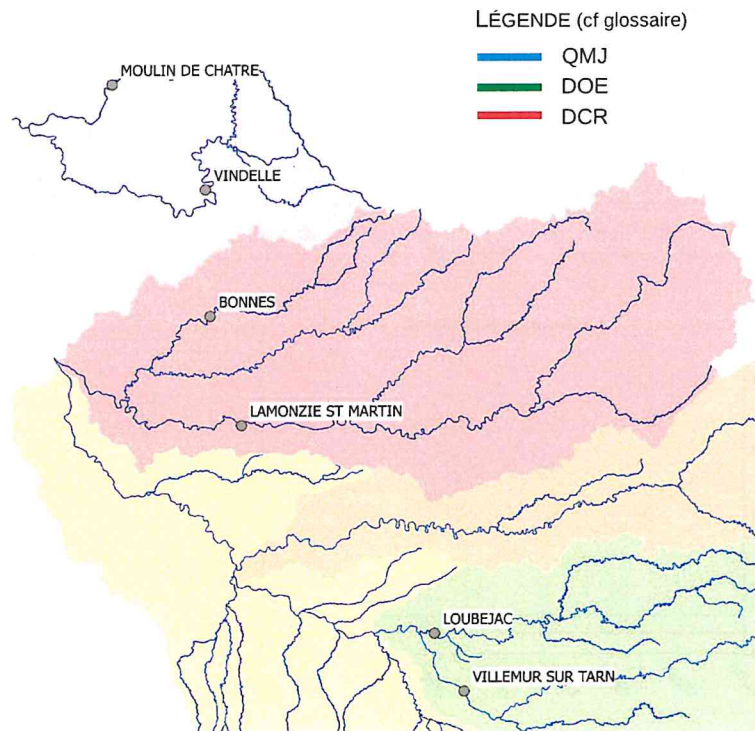 LÉGENDE (cf glossaire)
QMJ
DOE
DCR
MOULIN DE CHATRE
VINDELLE
BONNES
LAMONZIE ST MARTIN
LOUBEJAC
VILLEMUR SUR TARN